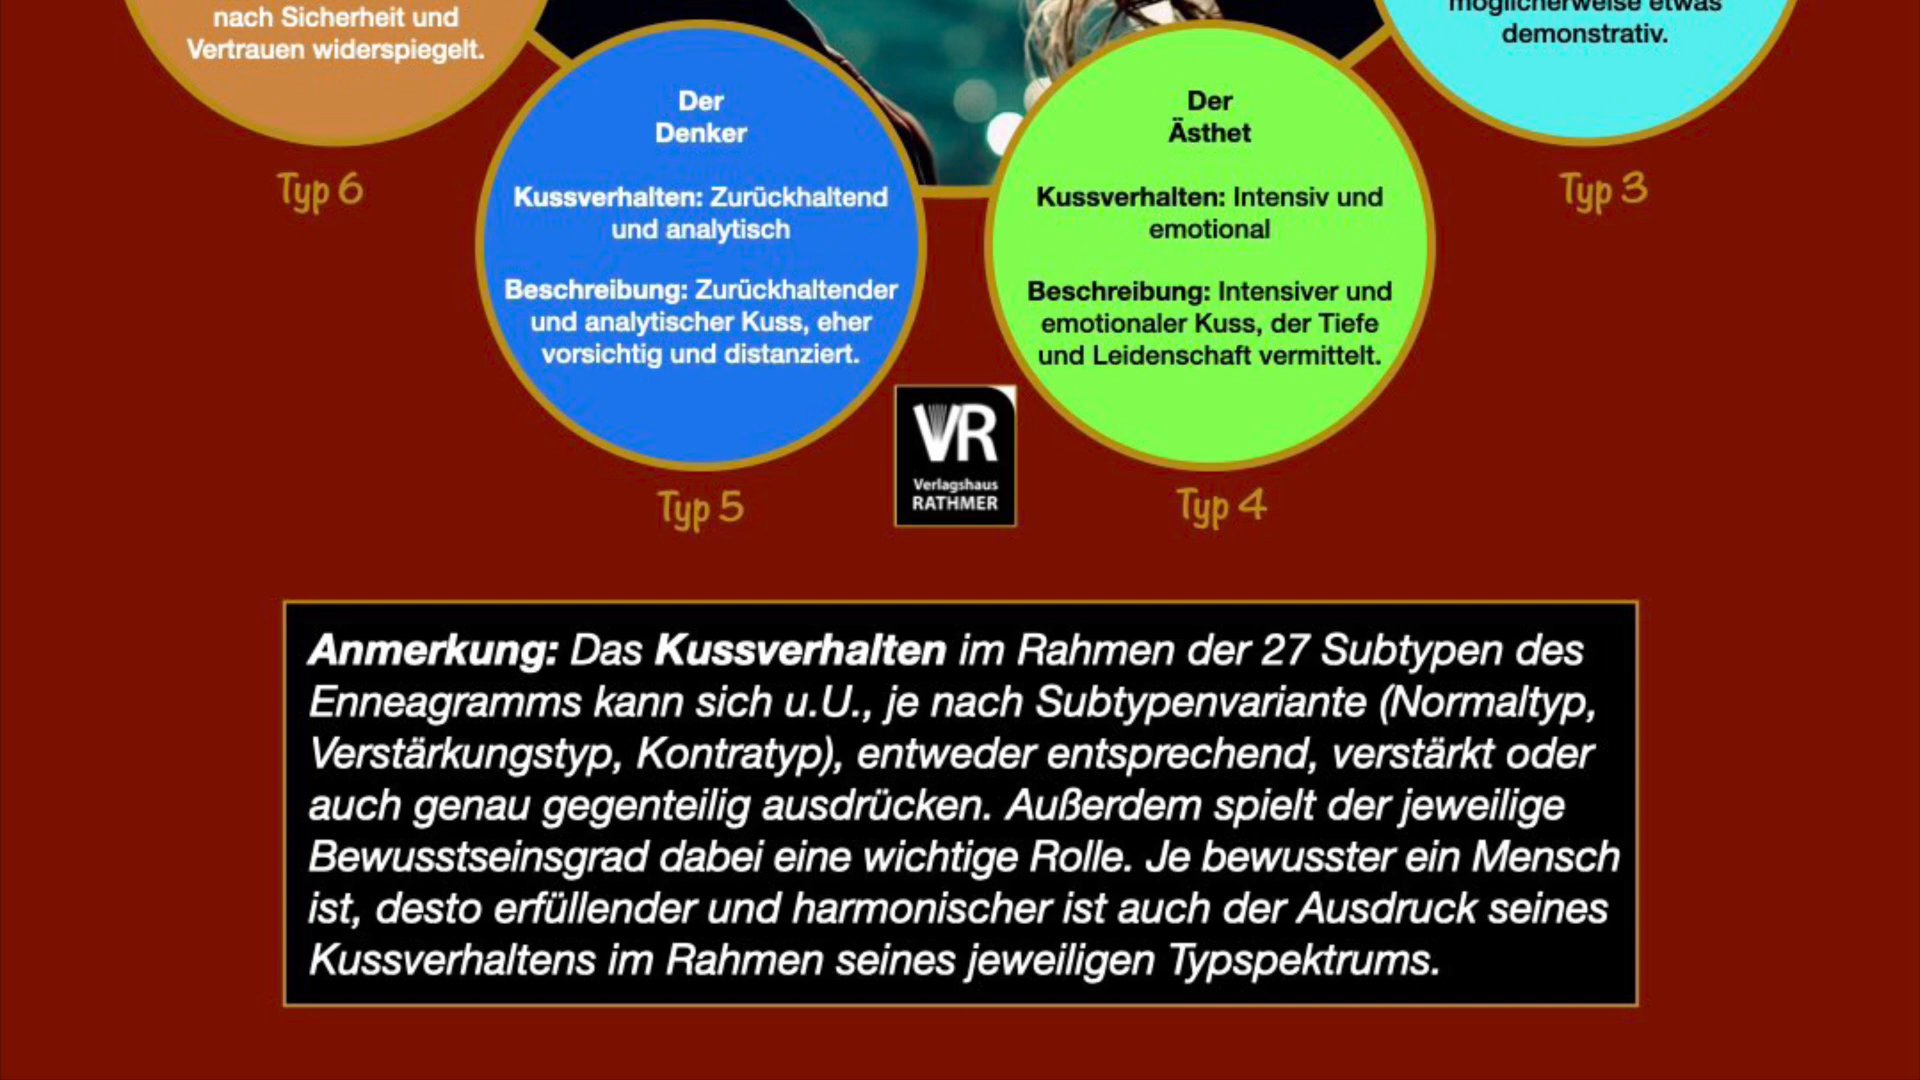 nach Sicherheit und
Vertrauen widerspiegelt.
möglicherweise etwas
demonstrativ.
Der
Denker
Kussverhalten: Zurückhaltend
und analytisch
Beschreibung: Zurückhaltender
und analytischer Kuss, eher
vorsichtig und distanziert.
Der
Ästhet
Kussverhalten: Intensiv und
emotional
Beschreibung: Intensiver und
emotionaler Kuss, der Tiefe
und Leidenschaft vermittelt.
Typ 6
Typ 3
VR
Verlagshaus
RATHMER
Typ 5
Typ 4
Anmerkung: Das Kussverhalten im Rahmen der 27 Subtypen des
Enneagramms kann sich u.U., je nach Subtypenvariante (Normaltyp,
Verstärkungstyp, Kontratyp), entweder entsprechend, verstärkt oder
auch genau gegenteilig ausdrücken. Außerdem spielt der jeweilige
Bewusstseinsgrad dabei eine wichtige Rolle. Je bewusster ein Mensch
ist, desto erfüllender und harmonischer ist auch der Ausdruck seines
Kussverhaltens im Rahmen seines jeweiligen Typspektrums.